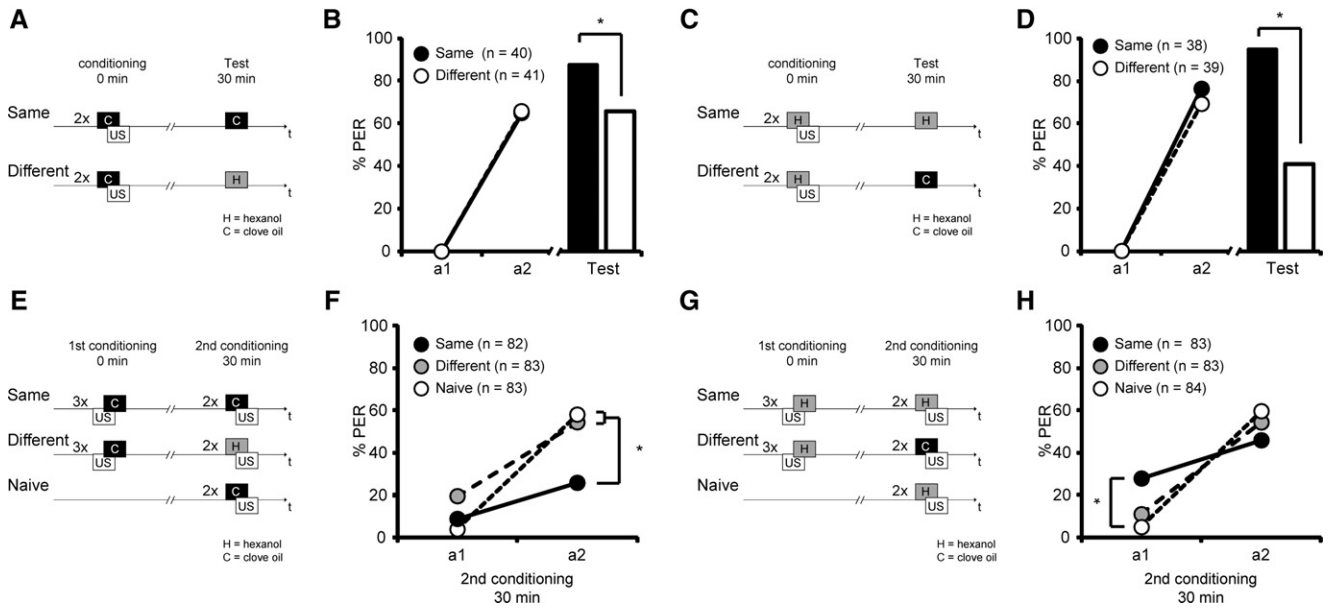 A
conditioning
0 min
Test
30 min
Same
2x
C
US
C
t
Different
2x
C
US
H
t
H = hexanol
C = clove oil
B
100
80
60
40
20
0
% PER
Same (n = 40)
Different (n = 41)
*
a1
a2
Test
C
conditioning
0 min
Test
30 min
Same
2x
H
US
H
t
Different
2x
H
US
C
t
H = hexanol
C = clove oil
D
100
80
60
40
20
0
% PER
Same (n = 38)
Different (n = 39)
*
a1
a2
Test
E
1st conditioning
0 min
2nd conditioning
30 min
Same
3x
C
US
2x
C
US
t
Different
3x
C
US
2x
H
US
t
Naive
2x
C
US
t
H = hexanol
C = clove oil
F
100
80
60
40
20
0
% PER
Same (n = 82)
Different (n = 83)
Naive (n = 83)
*
a1
a2
2nd conditioning
30 min
G
1st conditioning
0 min
2nd conditioning
30 min
Same
3x
H
US
2x
H
US
t
Different
3x
H
US
2x
C
US
t
Naive
2x
H
US
t
H = hexanol
C = clove oil
H
100
80
60
40
20
0
% PER
Same (n = 83)
Different (n = 83)
Naive (n = 84)
*
a1
a2
2nd conditioning
30 min